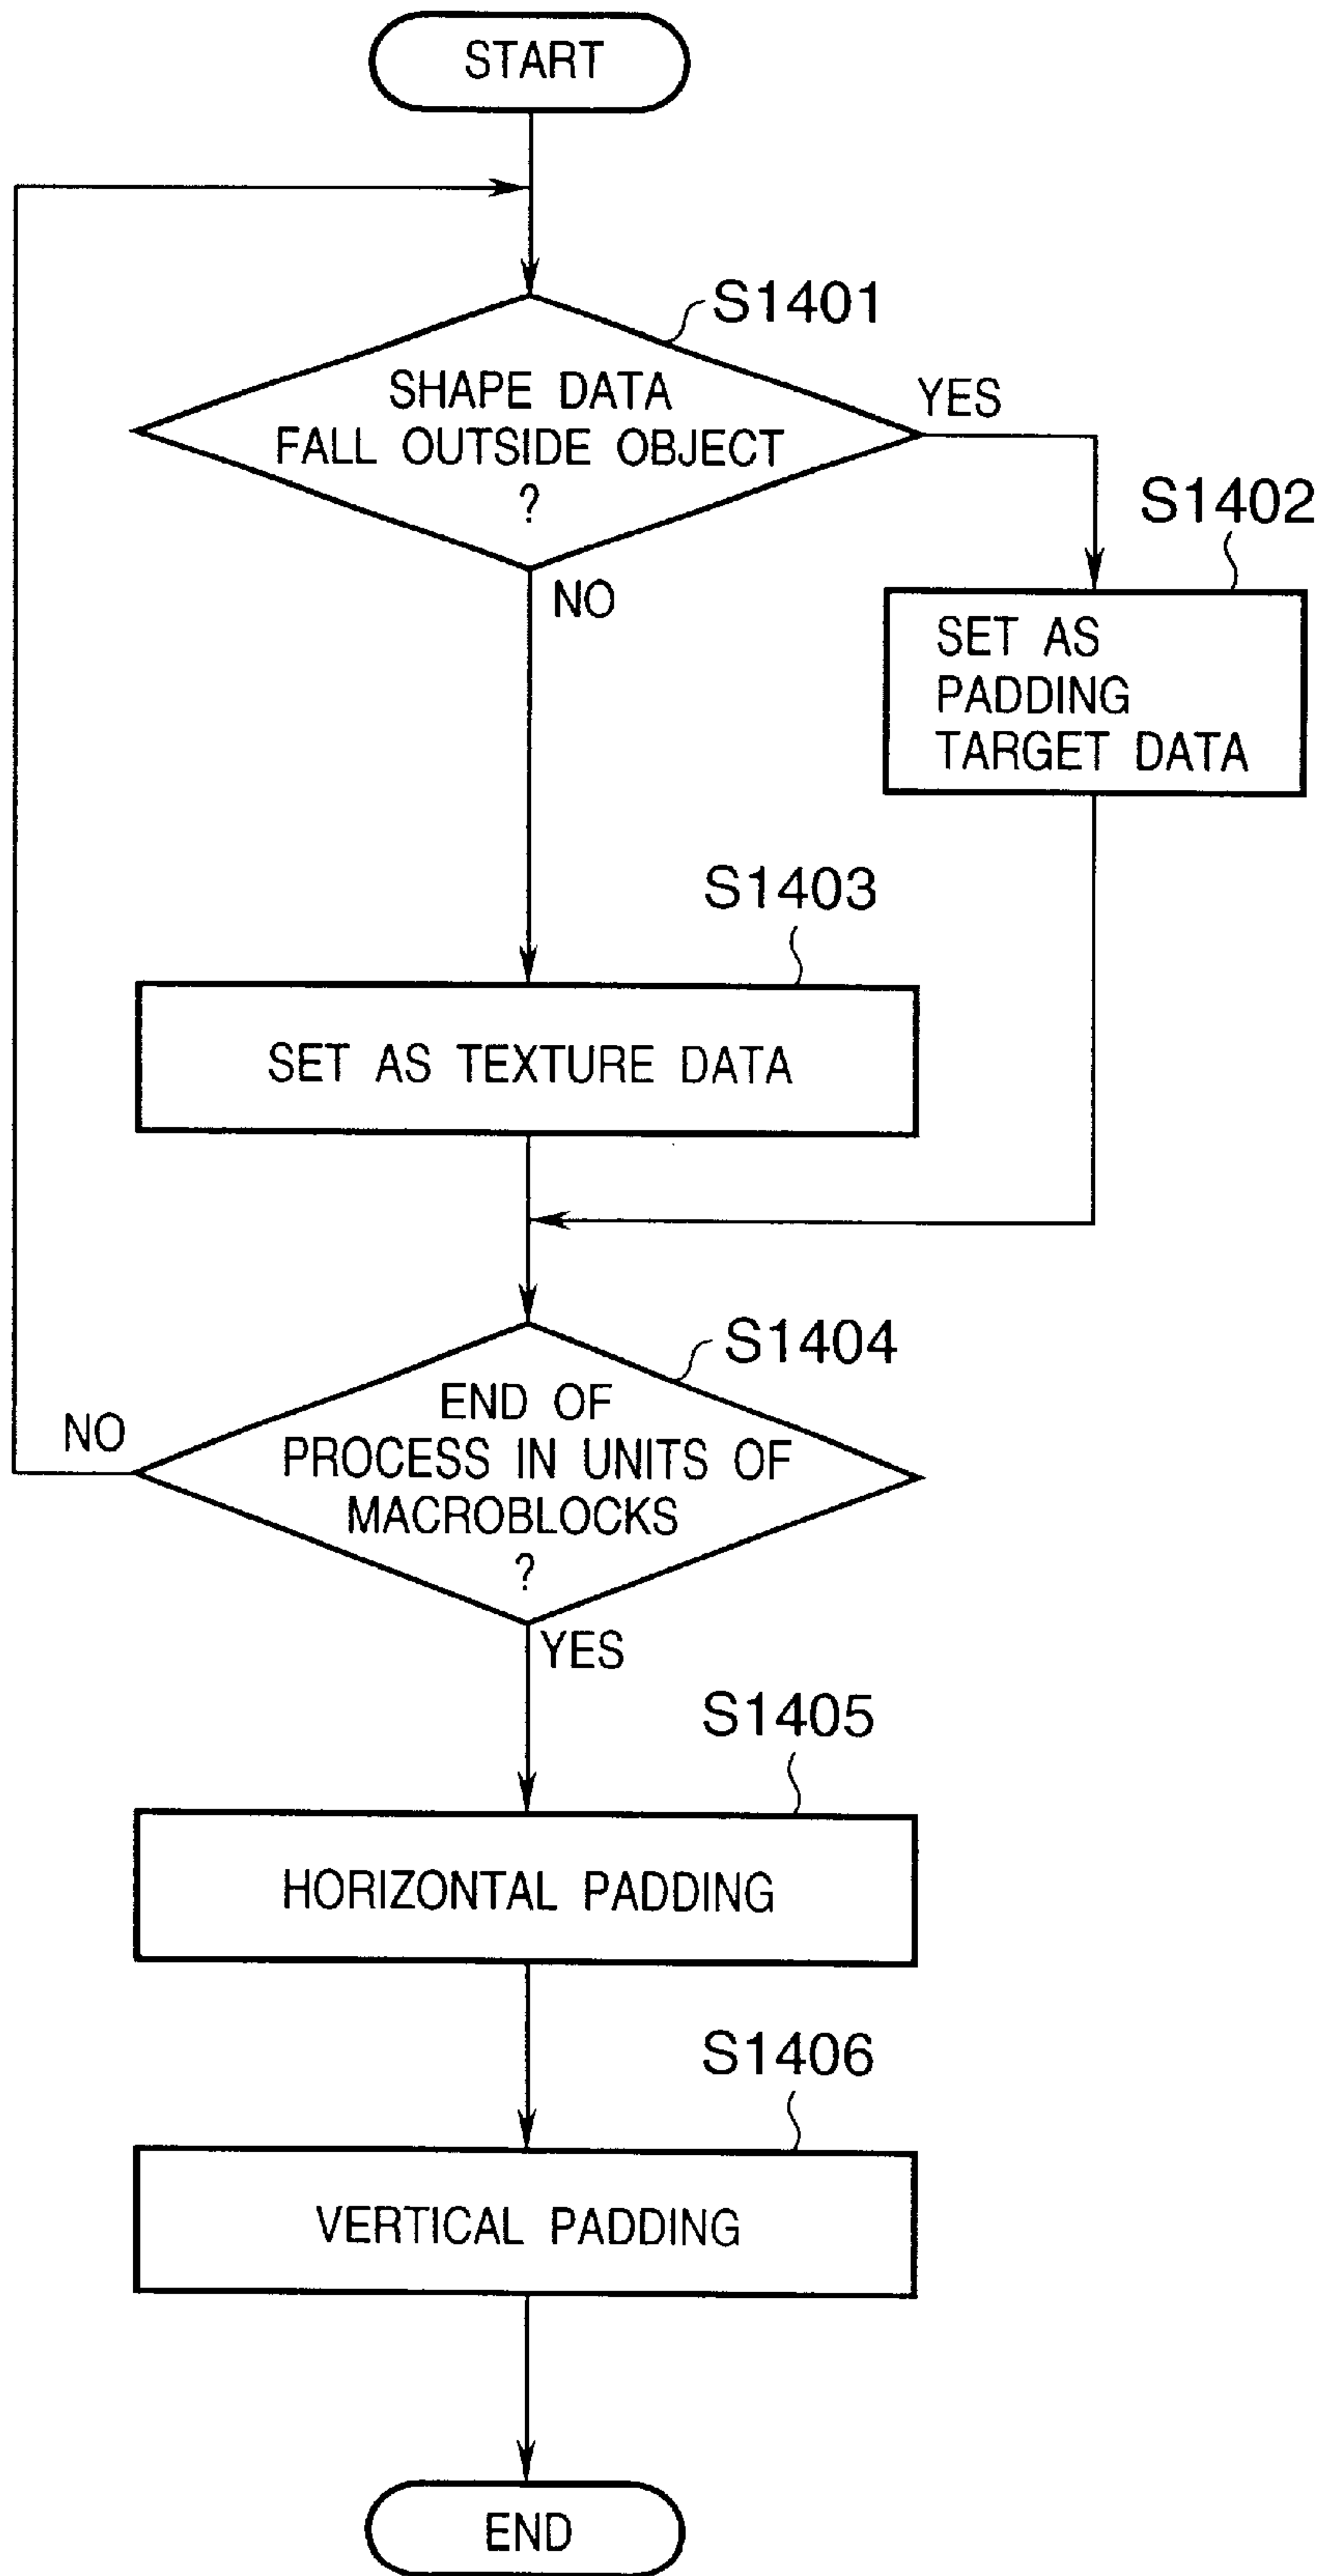 START
S1401
SHAPE DATA
FALL OUTSIDE OBJECT
?
YES
NO
S1402
SET AS
PADDING
TARGET DATA
S1403
SET AS TEXTURE DATA
S1404
END OF
PROCESS IN UNITS OF
MACROBLOCKS
?
NO
YES
S1405
HORIZONTAL PADDING
S1406
VERTICAL PADDING
END